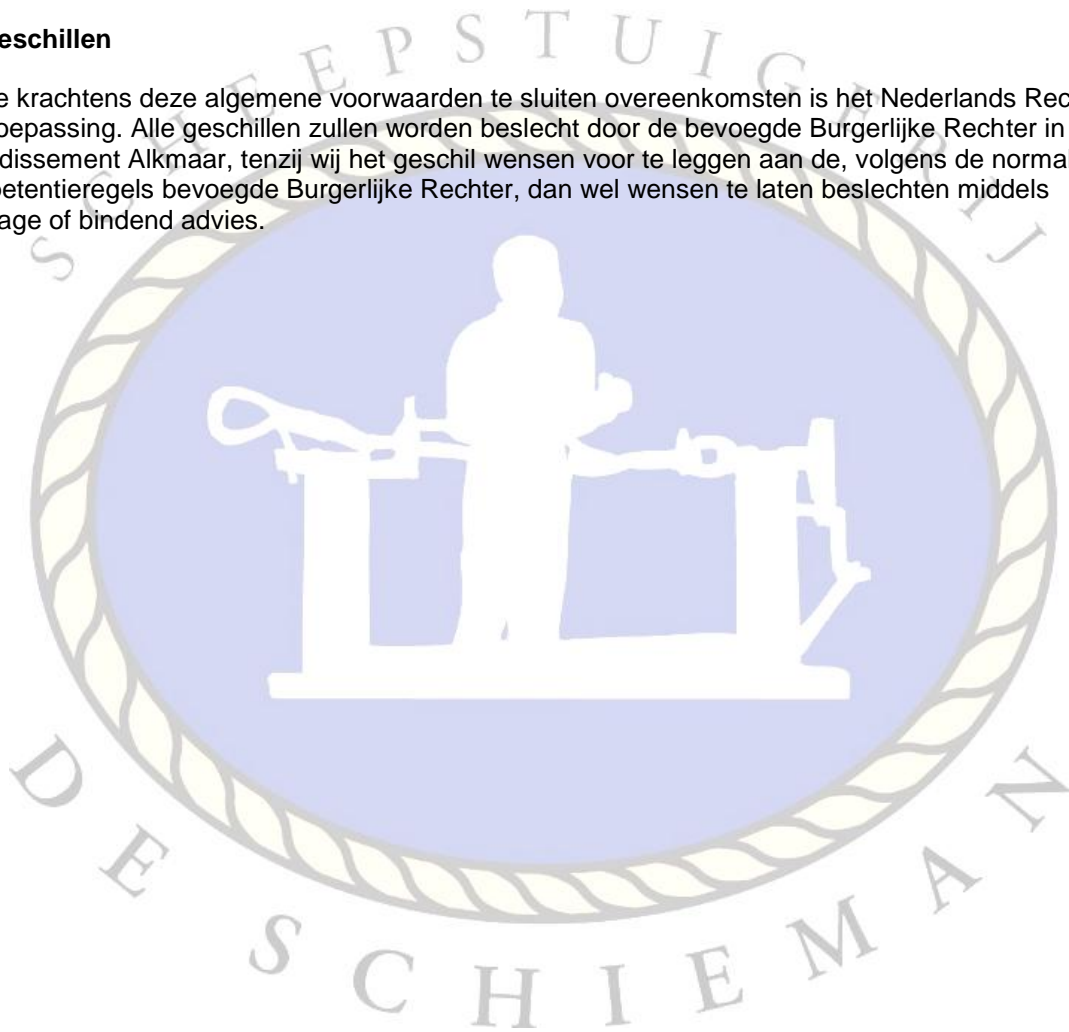 eschillen
e krachtens deze algemene voorwaarden te sluiten overeenkomsten is het Nederlands Rec
oepassing. Alle geschillen zullen worden beslecht door de bevoegde Burgerlijke Rechter in
dissement Alkmaar, tenzij wij het geschil wensen voor te leggen aan de, volgens de normal
petentieregels bevoegde Burgerlijke Rechter, dan wel wensen te laten beslechten middels
age of bindend advies.
SCHEEPSTUIGERIJ
DE SCHIEMAN